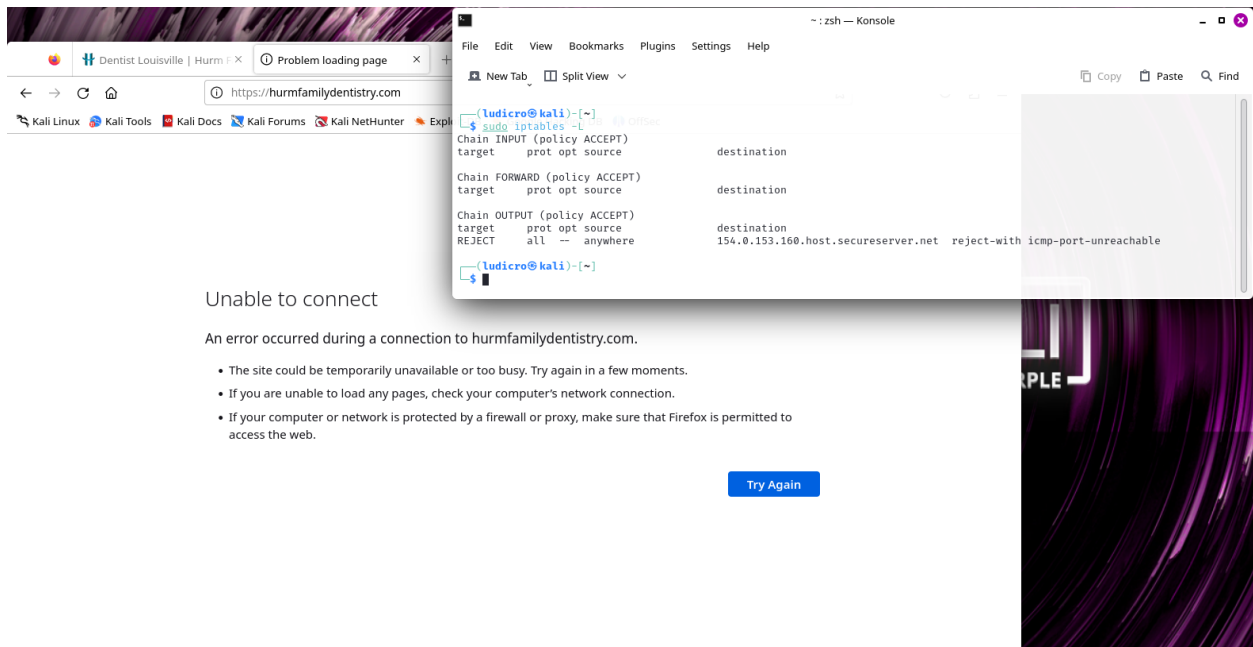 ~ : zsh — Konsole
File Edit View Bookmarks Plugins Settings Help
New Tab Split View Copy Paste Find
Dentist Louisville | Hurm Problem loading page
https://hurmfamilydentistry.com
Kali Linux Kali Tools Kali Docs Kali Forums Kali NetHunter Expl
(ludicro㉿kali)-[~]
$ sudo iptables -L
Chain INPUT (policy ACCEPT)
target prot opt source destination
Chain FORWARD (policy ACCEPT)
target prot opt source destination
Chain OUTPUT (policy ACCEPT)
target prot opt source destination
REJECT all -- anywhere 154.0.153.160.host.secureserver.net reject-with icmp-port-unreachable
(ludicro㉿kali)-[~]
$
Unable to connect
An error occurred during a connection to hurmfamilydentistry.com.
• The site could be temporarily unavailable or too busy. Try again in a few moments.
• If you are unable to load any pages, check your computer's network connection.
• If your computer or network is protected by a firewall or proxy, make sure that Firefox is permitted to
access the web.
Try Again